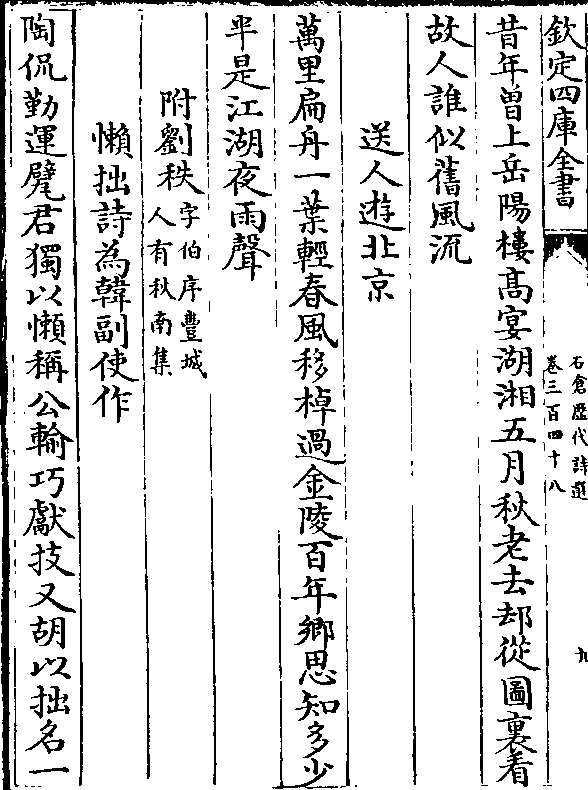 欽定四庫全書
石倉歷代詩選
卷三百四十八
九
昔年曾上岳陽樓高宴湖湘五月秋老去却從圖裏看
故人誰似舊風流
送人遊北京
萬里扁舟一葉輕春風移棹過金陵百年鄉思知多少
半是江湖夜雨聲
附劉秩字伯序豐城
人有秋南集
懶拙詩為韓副使作
陶侃勤運甓君獨以懶稱公輸巧獻技又胡以拙名一